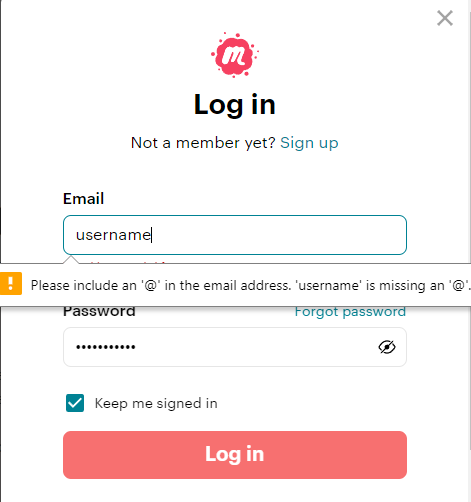 m
Log in
Not a member yet? Sign up
Email
username
Please include an '@' in the email address. 'username' is missing an '@'.
Password
Forgot password
Keep me signed in
Log in